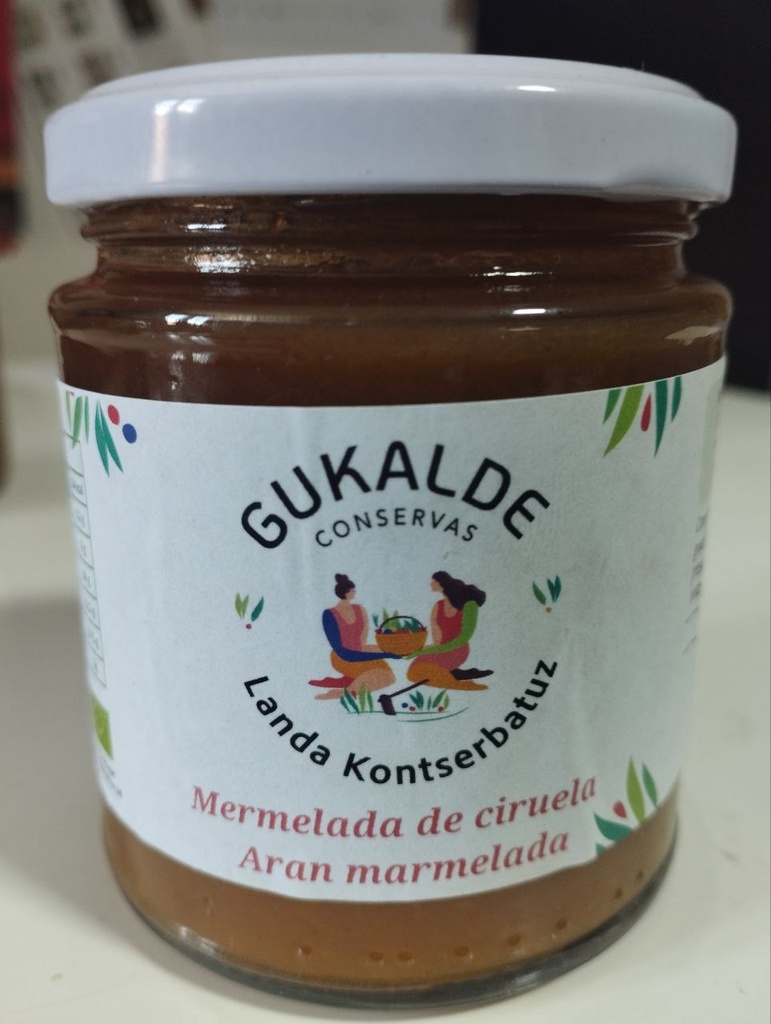 GUKALDE
CONSERVAS
Landa Kontserbatuz
Mermelada de ciruela
Aran marmelada